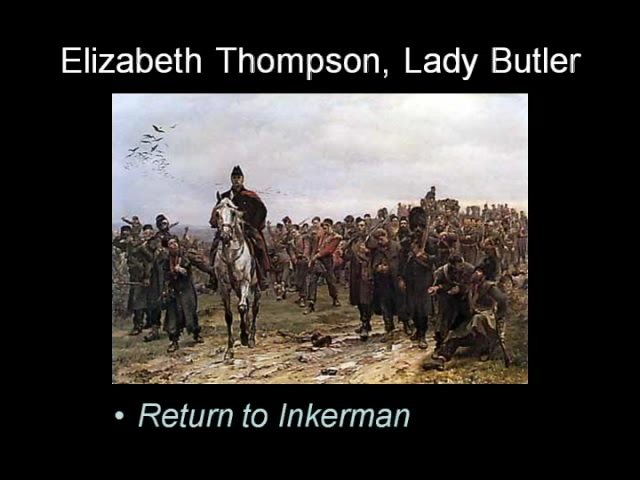 Elizabeth Thompson, Lady Butler
• Return to Inkerman